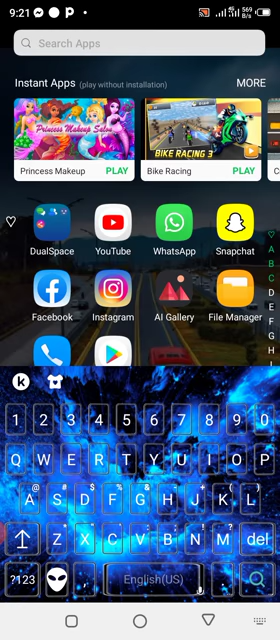 9:21
569
B/s
Search Apps
Instant Apps (play without installation) MORE
Princess Makeup Salon
BIKE RACING 3
Princess Makeup PLAY
Bike Racing PLAY
C
DualSpace YouTube WhatsApp Snapchat
Facebook Instagram AI Gallery File Manager
A
B
C
D
E
F
G
H
I
1 2 3 4 5 6 7 8 9 0
Q W E R T Y U I O P
A S D F G H J K L
Z X C V B N M del
?123 English(US)